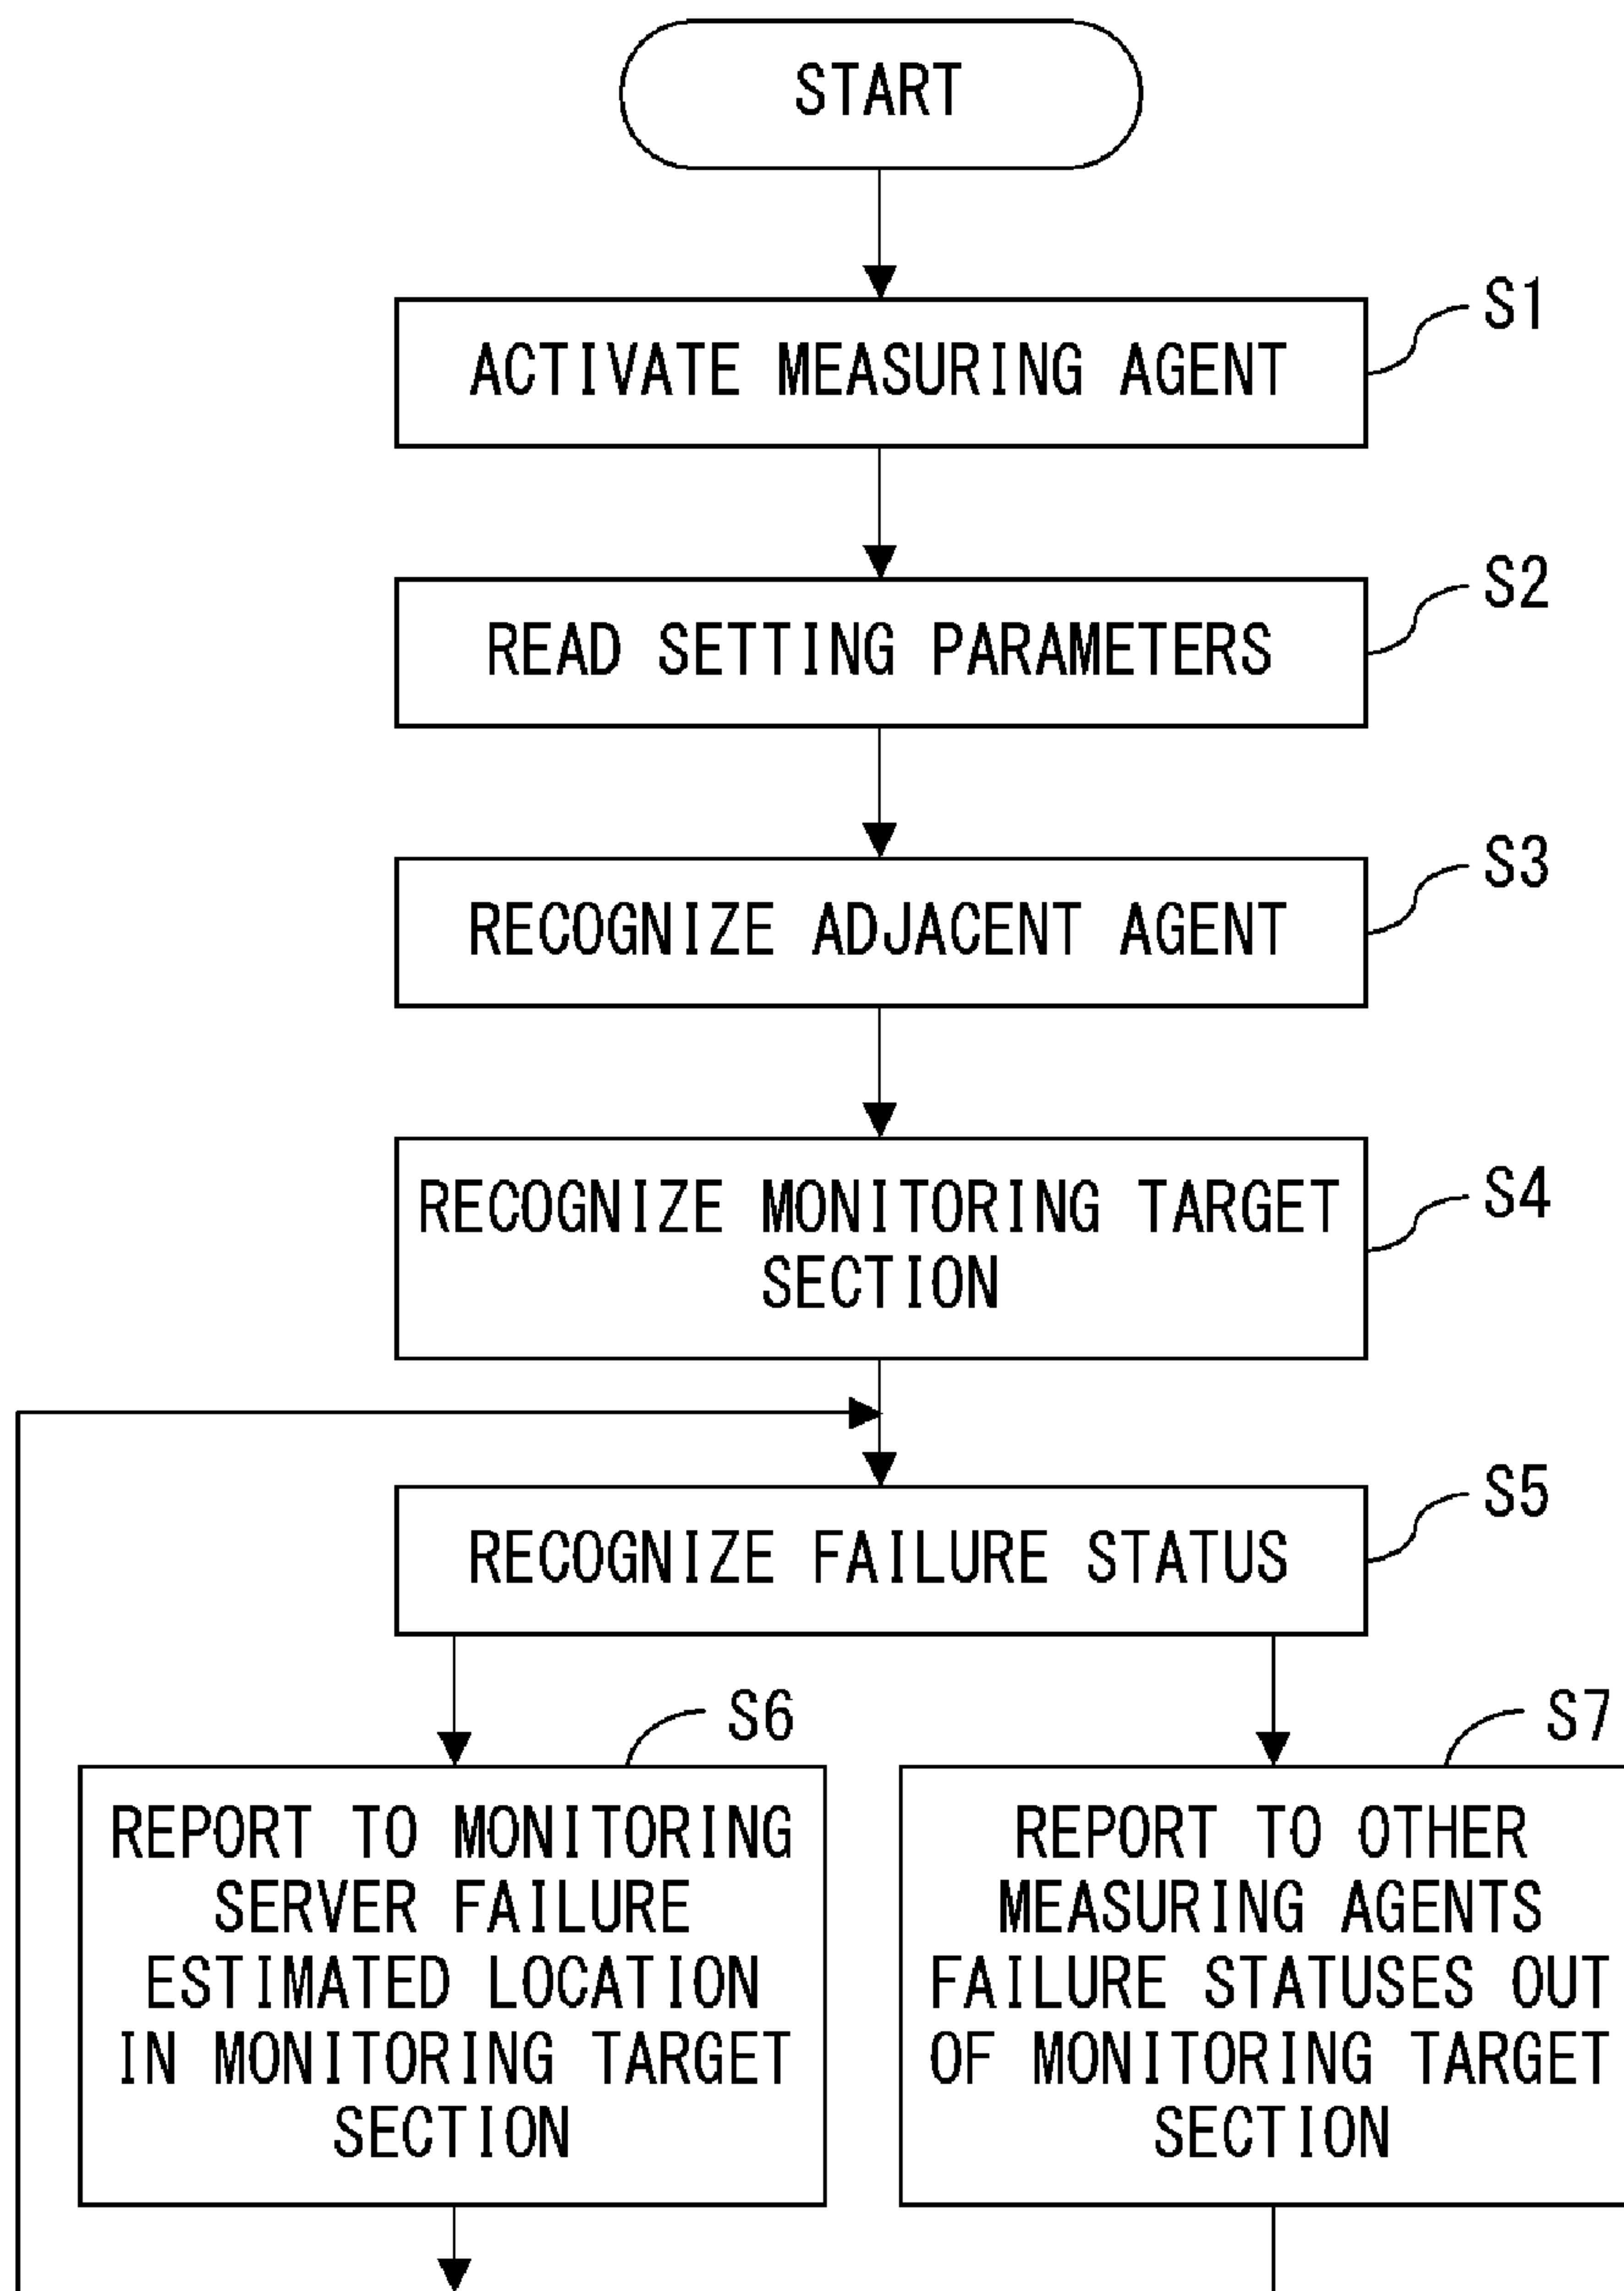 START
S1
ACTIVATE MEASURING AGENT
S2
READ SETTING PARAMETERS
S3
RECOGNIZE ADJACENT AGENT
S4
RECOGNIZE MONITORING TARGET
SECTION
S5
RECOGNIZE FAILURE STATUS
S6
REPORT TO MONITORING
SERVER FAILURE
ESTIMATED LOCATION
IN MONITORING TARGET
SECTION
S7
REPORT TO OTHER
MEASURING AGENTS
FAILURE STATUSES OUT
OF MONITORING TARGET
SECTION